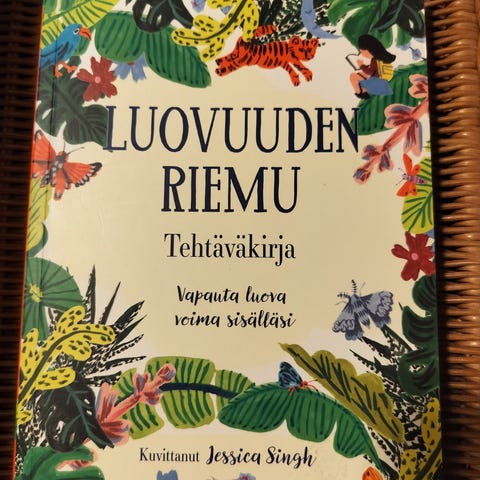 LUOVUUDEN
RIEMU
Tehtäväkirja
Vapauta luova
voima sisälläsi
Kuvittanut Jessica Singh